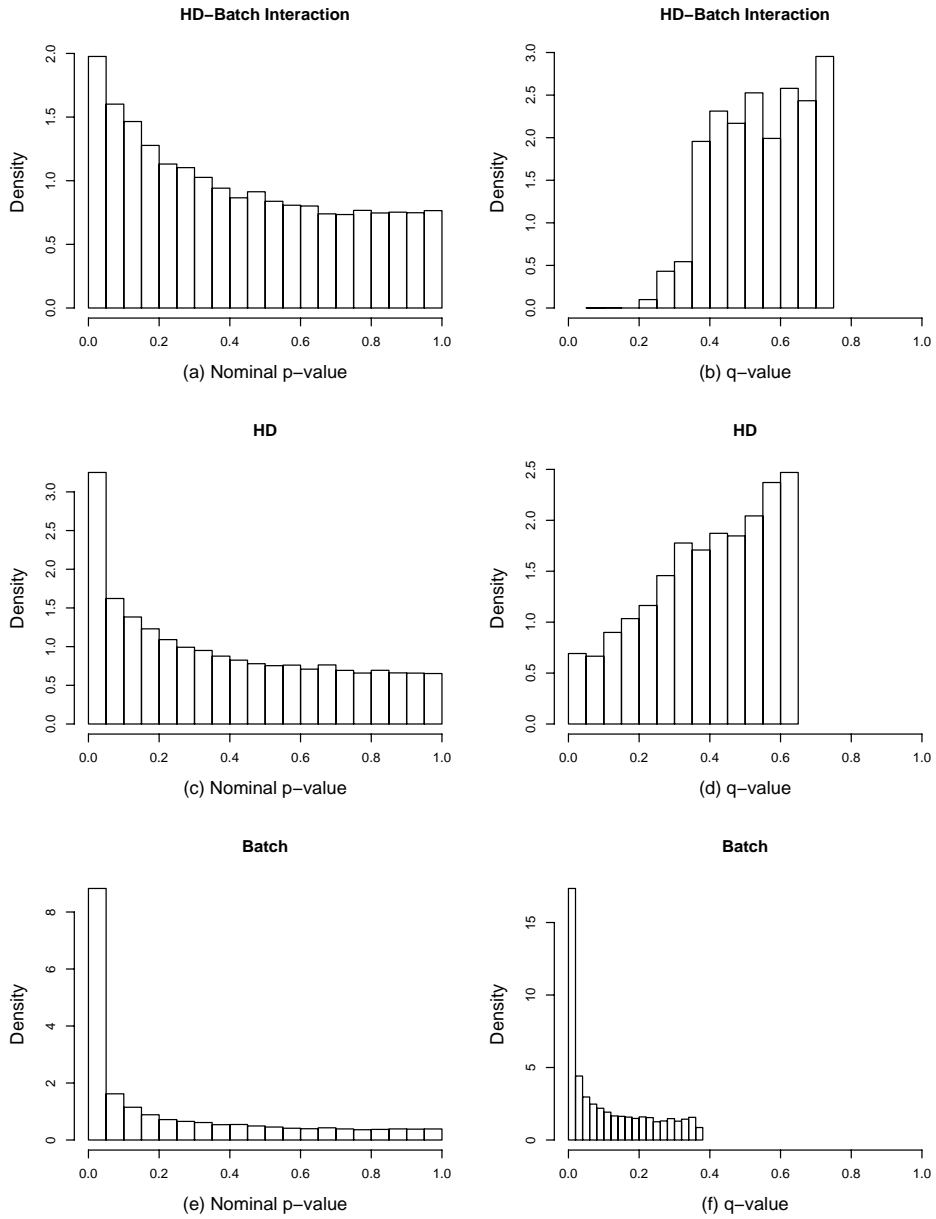 HD−Batch Interaction
Density
0.0 0.5 1.0 1.5 2.0
0.0 0.2 0.4 0.6 0.8 1.0
(a) Nominal p−value
HD−Batch Interaction
Density
0.0 0.5 1.0 1.5 2.0 2.5 3.0
0.0 0.2 0.4 0.6 0.8 1.0
(b) q−value
HD
Density
0.0 0.5 1.0 1.5 2.0 2.5 3.0
0.0 0.2 0.4 0.6 0.8 1.0
(c) Nominal p−value
HD
Density
0.0 0.5 1.0 1.5 2.0 2.5
0.0 0.2 0.4 0.6 0.8 1.0
(d) q−value
Batch
Density
0 2 4 6 8
0.0 0.2 0.4 0.6 0.8 1.0
(e) Nominal p−value
Batch
Density
0 5 10 15
0.0 0.2 0.4 0.6 0.8 1.0
(f) q−value